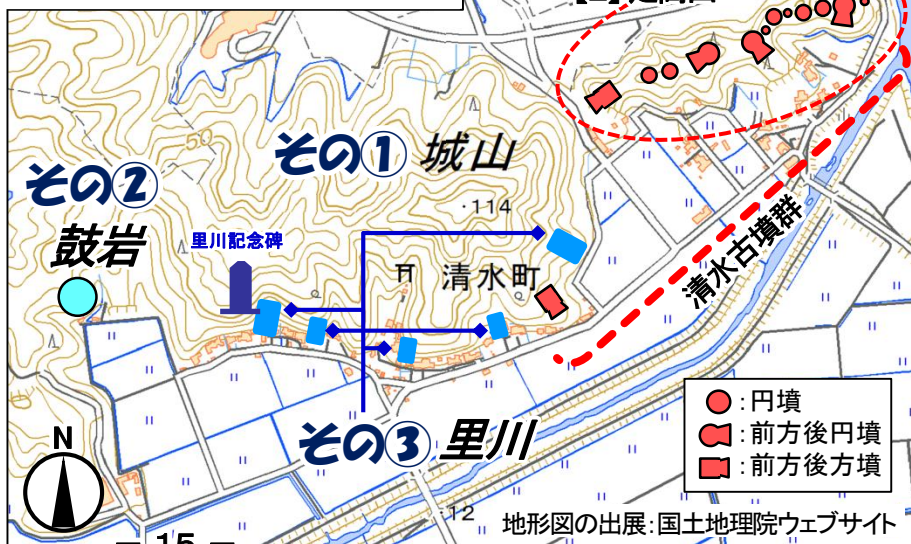 その① 城山
その②
鼓岩
里川記念碑
50
114
清水町
清水古墳群
その③ 里川
N
:円墳
:前方後円墳
:前方後方墳
12
地形図の出展:国土地理院ウェブサイト
― 15 ―